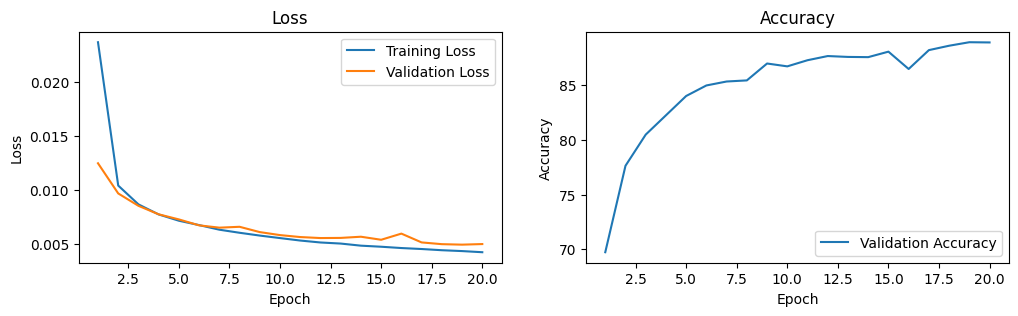 Loss
Training Loss
Validation Loss
0.020
0.015
0.010
0.005
Loss
2.5 5.0 7.5 10.0 12.5 15.0 17.5 20.0
Epoch
Accuracy
85
80
75
70
Accuracy
Validation Accuracy
2.5 5.0 7.5 10.0 12.5 15.0 17.5 20.0
Epoch